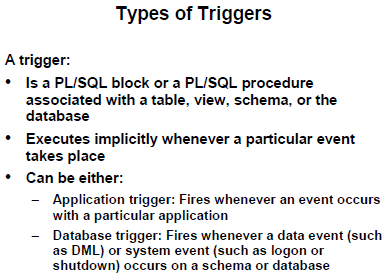 Types of Triggers
A trigger:
• Is a PL/SQL block or a PL/SQL procedure
associated with a table, view, schema, or the
database
• Executes implicitly whenever a particular event
takes place
• Can be either:
– Application trigger: Fires whenever an event occurs
with a particular application
– Database trigger: Fires whenever a data event (such
as DML) or system event (such as logon or
shutdown) occurs on a schema or database